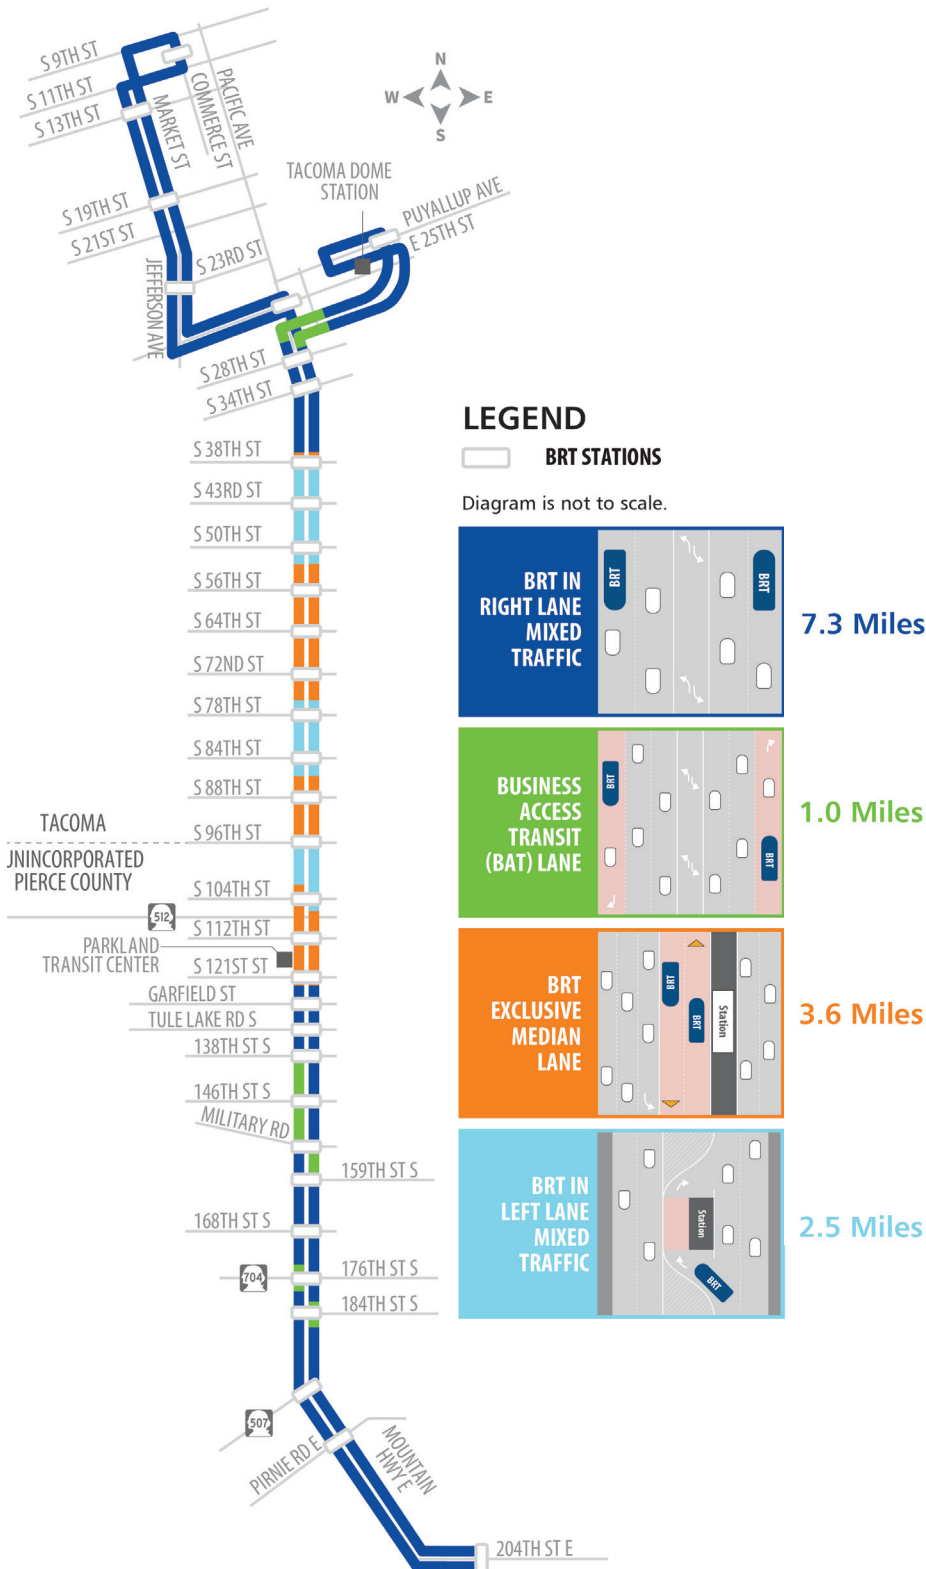 S 9TH ST
S 11TH ST
S 13TH ST
MARKET ST
COMMERCE ST
PACIFIC AVE
N
W
E
S
TACOMA DOME
STATION
S 19TH ST
S 21ST ST
PUYALLUP AVE
E 25TH ST
S 23RD ST
JEFFERSON AVE
S 28TH ST
S 34TH ST
S 38TH ST
S 43RD ST
S 50TH ST
S 56TH ST
S 64TH ST
S 72ND ST
S 78TH ST
S 84TH ST
S 88TH ST
S 96TH ST
TACOMA
UNINCORPORATED
PIERCE COUNTY
S 104TH ST
512
S 112TH ST
PARKLAND
TRANSIT CENTER
S 121ST ST
GARFIELD ST
TULE LAKE RD S
138TH ST S
146TH ST S
MILITARY RD
159TH ST S
168TH ST S
704
176TH ST S
184TH ST S
507
PIRNIE RD E
MOUNTAIN
HWY E
204TH ST E
LEGEND
BRT STATIONS
Diagram is not to scale.
BRT IN
RIGHT LANE
MIXED
TRAFFIC
BRT
BRT
7.3 Miles
BUSINESS
ACCESS
TRANSIT
(BAT) LANE
BRT
BRT
1.0 Miles
BRT
EXCLUSIVE
MEDIAN
LANE
BRT
BRT
Station
3.6 Miles
BRT IN
LEFT LANE
MIXED
TRAFFIC
Station
BRT
2.5 Miles